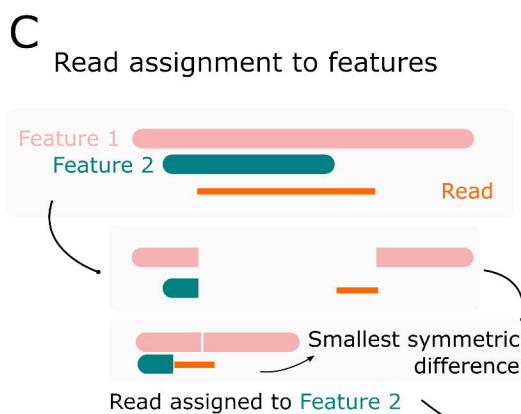 C
Read assignment to features
Feature 1
Feature 2
Read
Smallest symmetric
difference
Read assigned to Feature 2